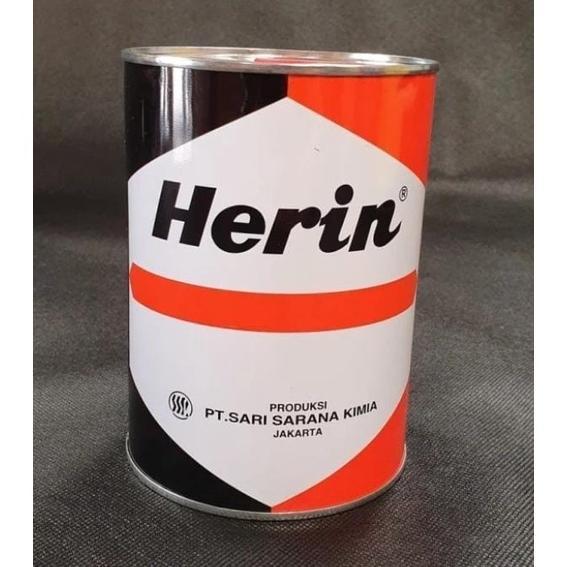 Herin®
PRODUKSI
PT.SARI SARANA KIMIA
JAKARTA